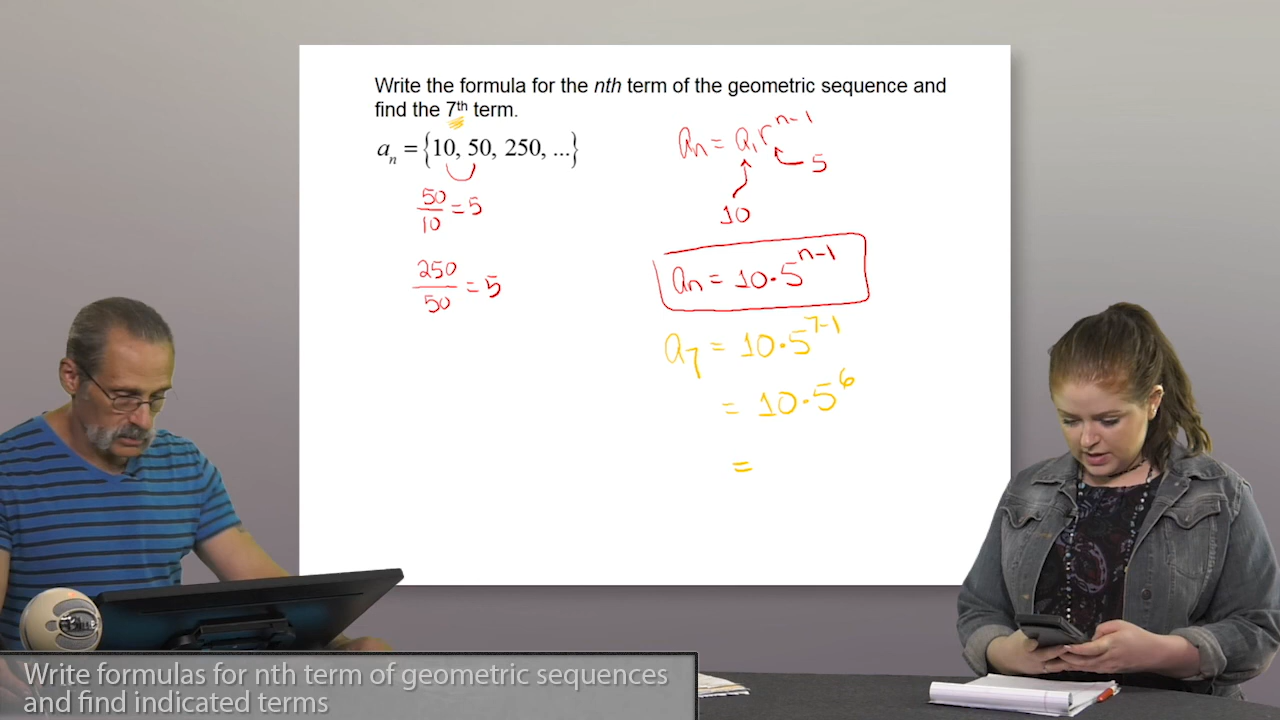 Write the formula for the nth term of the geometric sequence and
find the 7th term.
a_n = {10, 50, 250, ...}
50/10 = 5
250/50 = 5
a_n = a_1 r^(n-1)
5
10
a_n = 10 · 5^(n-1)
a_7 = 10 · 5^(7-1)
= 10 · 5^6
=
Blue
Write formulas for nth term of geometric sequences
and find indicated terms